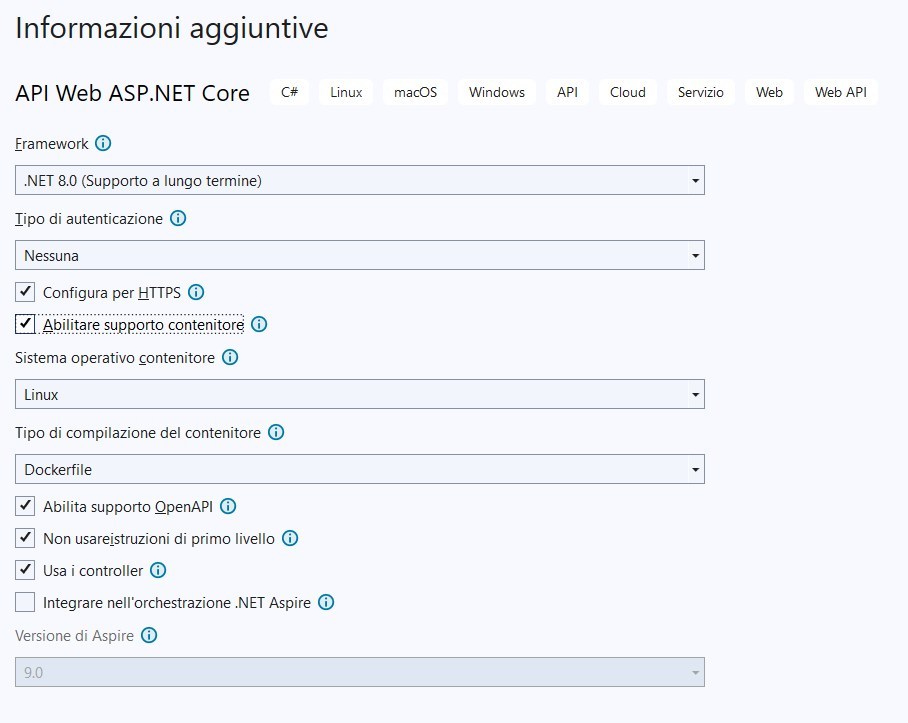 Informazioni aggiuntive
API Web ASP.NET Core C# Linux macOS Windows API Cloud Servizio Web Web API
Framework
.NET 8.0 (Supporto a lungo termine)
Tipo di autenticazione
Nessuna
Configura per HTTPS
Abilitare supporto contenitore
Sistema operativo contenitore
Linux
Tipo di compilazione del contenitore
Dockerfile
Abilita supporto OpenAPI
Non usareistruzioni di primo livello
Usa i controller
Integrare nell'orchestrazione .NET Aspire
Versione di Aspire
9.0